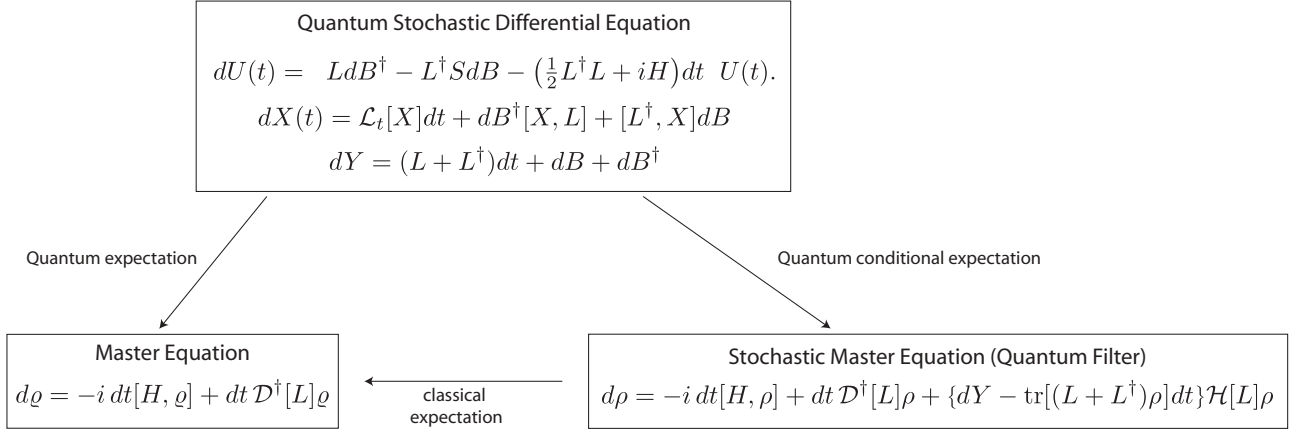 Quantum Stochastic Differential Equation
dU(t) = LdB† − L†SdB − (½L†L + iH)dt U(t).
dX(t) = ℒₜ[X]dt + dB†[X, L] + [L†, X]dB
dY = (L + L†)dt + dB + dB†
Quantum expectation
Quantum conditional expectation
Master Equation
dϱ = −i dt[H, ϱ] + dt 𝒟†[L]ϱ
classical
expectation
Stochastic Master Equation (Quantum Filter)
dρ = −i dt[H, ρ] + dt 𝒟†[L]ρ + {dY − tr[(L + L†)ρ]dt}ℋ[L]ρ